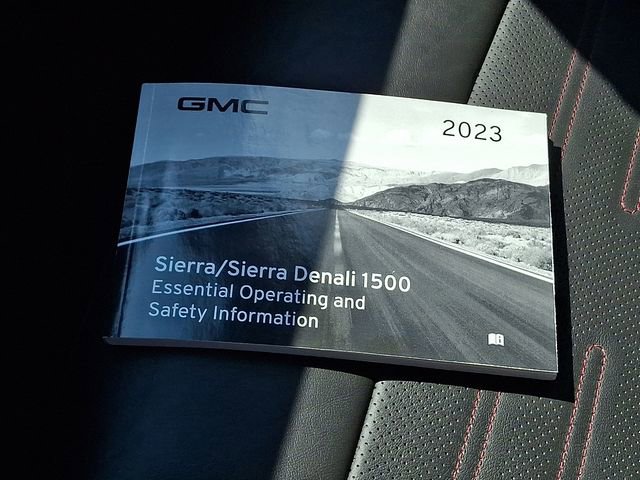 GMC
2023
Sierra/Sierra Denali 1500
Essential Operating and
Safety Information